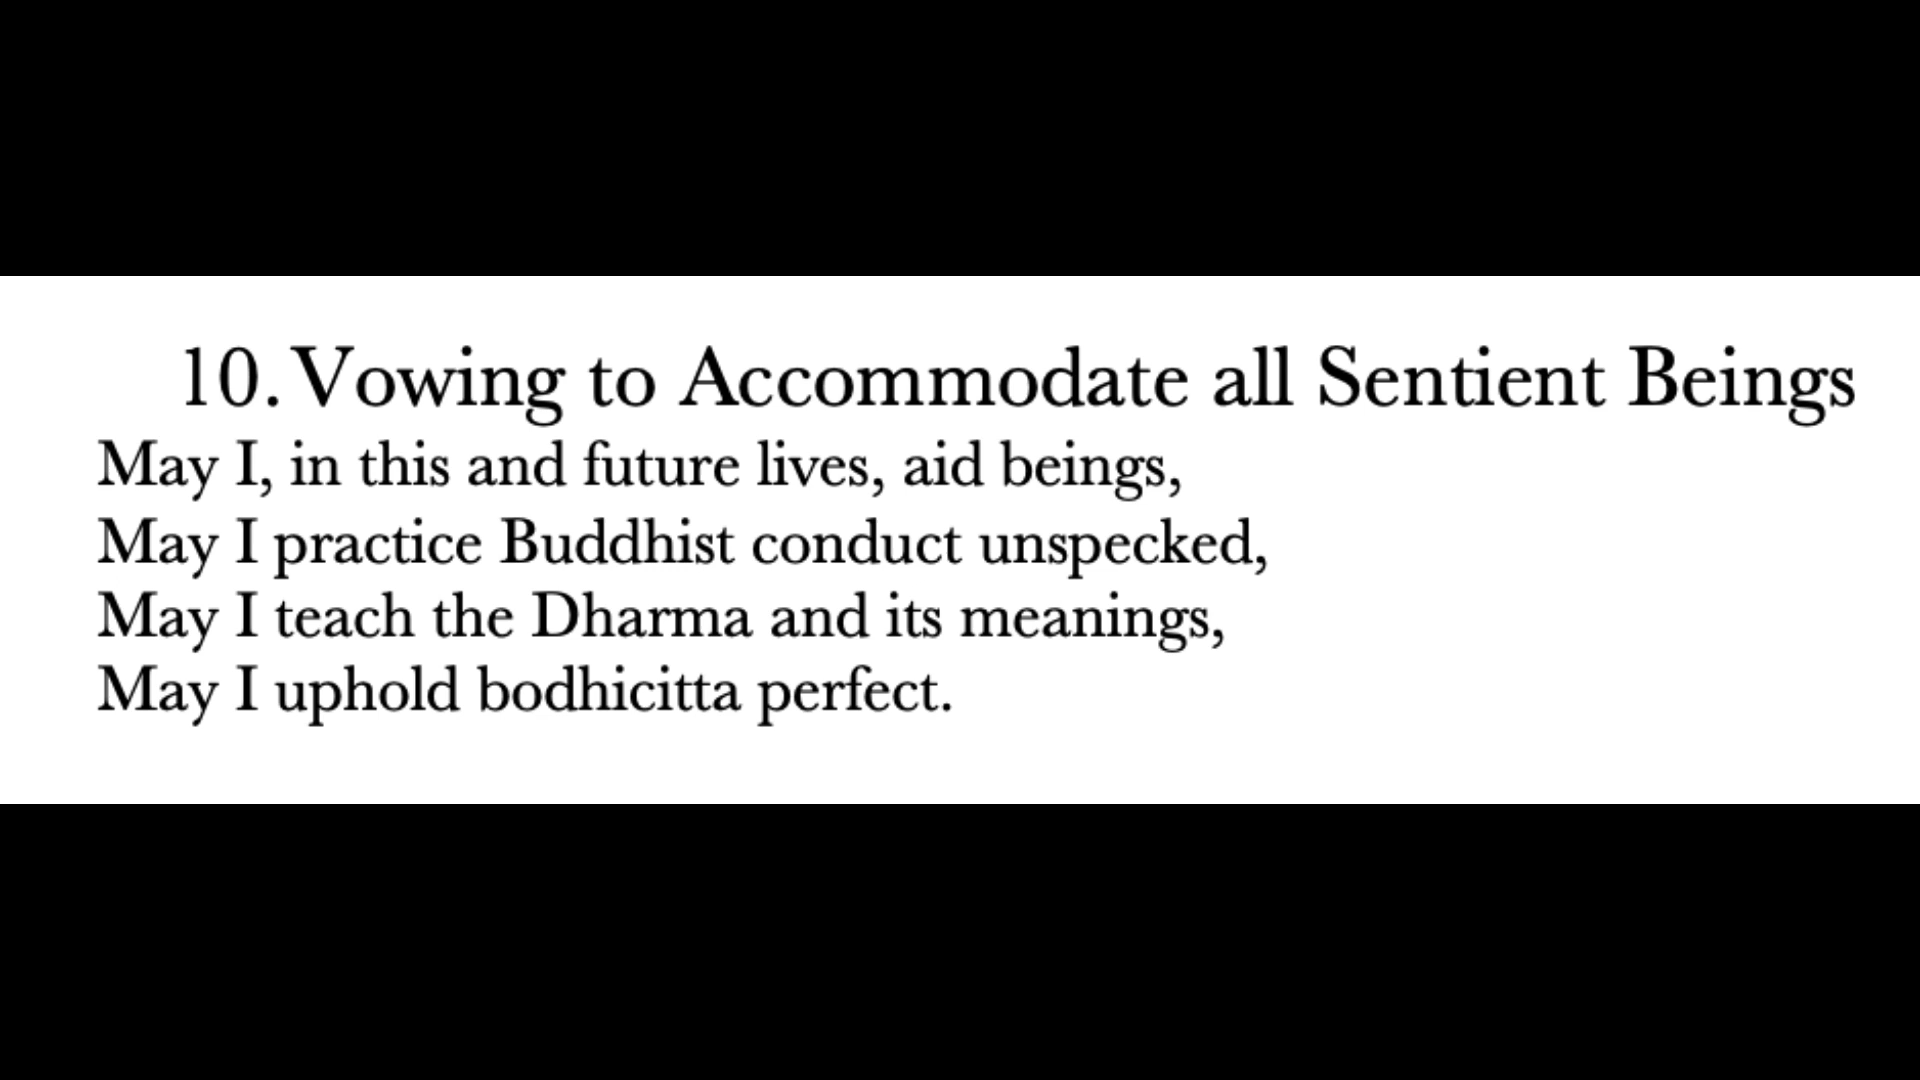 10. Vowing to Accommodate all Sentient Beings
May I, in this and future lives, aid beings,
May I practice Buddhist conduct unspecked,
May I teach the Dharma and its meanings,
May I uphold bodhicitta perfect.